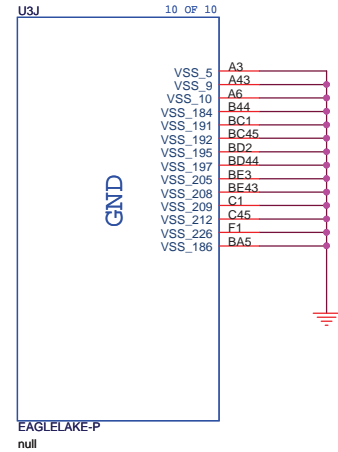 U3J 10 OF 10
VSS_5 A3
VSS_9 A43
VSS_10 A6
VSS_184 B44
VSS_191 BC1
VSS_192 BC45
VSS_195 BD2
VSS_197 BD44
VSS_205 BE3
VSS_208 BE43
VSS_209 C1
VSS_212 C45
VSS_226 E1
VSS_186 BA5
GND
EAGLELAKE-P
null